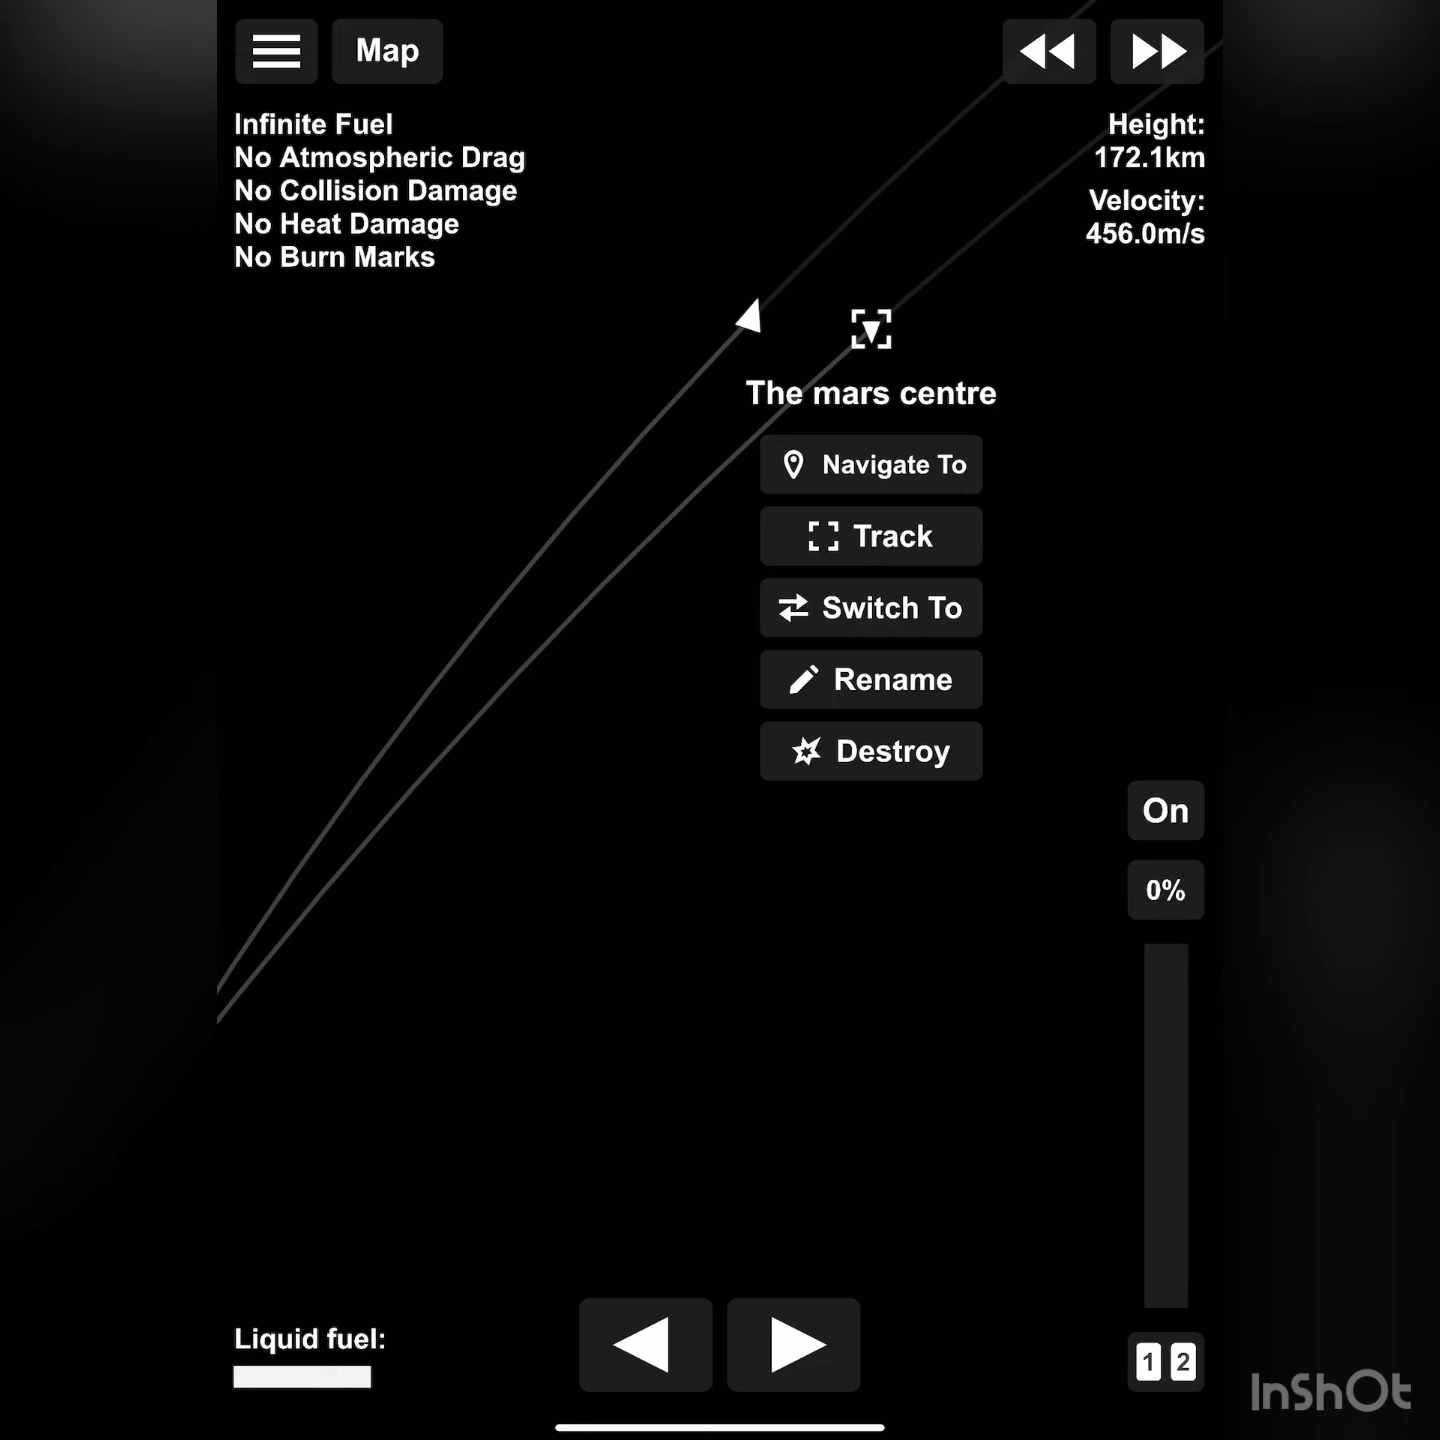 Map
Infinite Fuel
No Atmospheric Drag
No Collision Damage
No Heat Damage
No Burn Marks
Height:
172.1km
Velocity:
456.0m/s
The mars centre
Navigate To
Track
Switch To
Rename
Destroy
On
0%
Liquid fuel:
1 2
InShOt